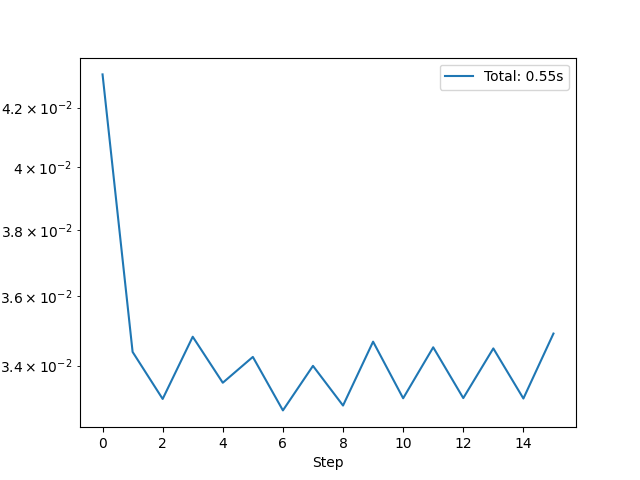 Total: 0.55s
4.2 × 10⁻²
4 × 10⁻²
3.8 × 10⁻²
3.6 × 10⁻²
3.4 × 10⁻²
0 2 4 6 8 10 12 14
Step